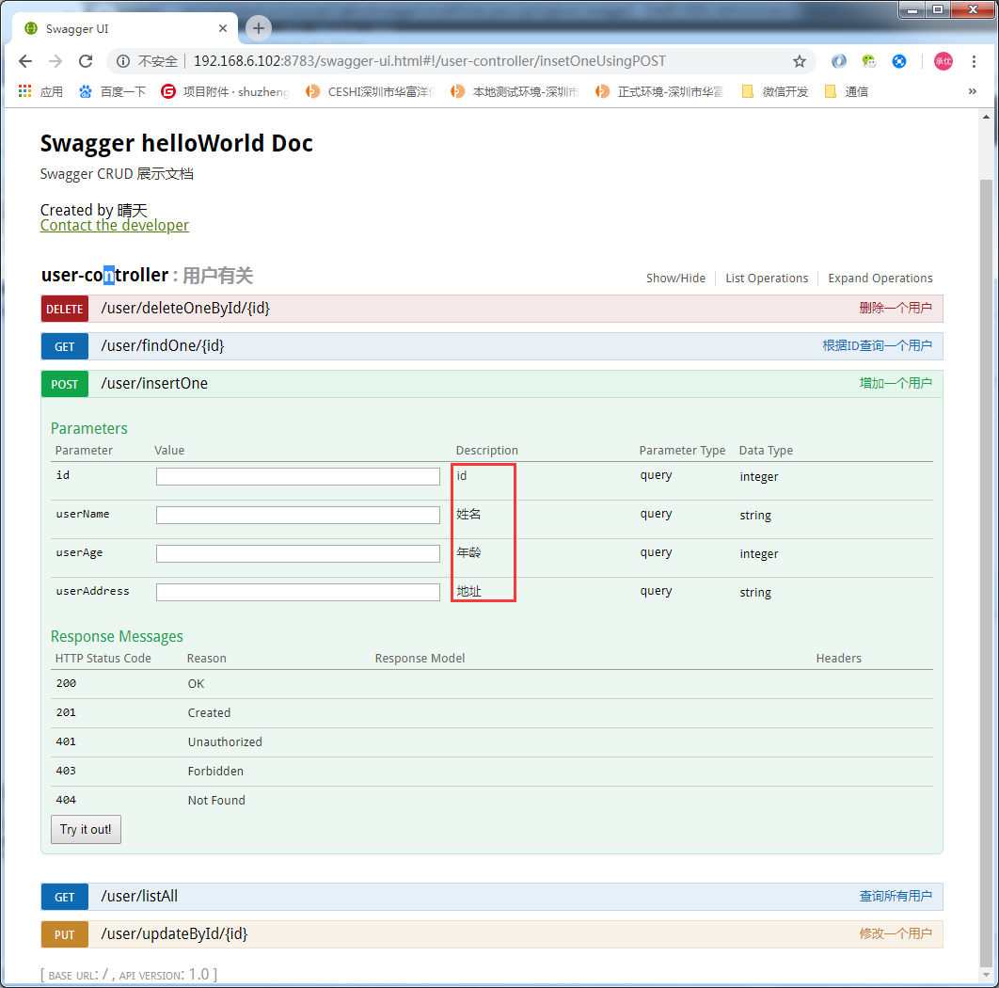 Swagger UI
不安全 192.168.6.102:8783/swagger-ui.html#!/user-controller/insetOneUsingPOST
承优
应用 百度一下 项目附件 · shuzheng CESHI深圳市华富洋 本地测试环境-深圳市 正式环境-深圳市华富 微信开发 通信 »
Swagger helloWorld Doc
Swagger CRUD 展示文档
Created by 晴天
Contact the developer
user-controller : 用户有关 Show/Hide List Operations Expand Operations
DELETE /user/deleteOneById/{id} 删除一个用户
GET /user/findOne/{id} 根据ID查询一个用户
POST /user/insertOne 增加一个用户
Parameters
Parameter Value Description Parameter Type Data Type
id id query integer
userName 姓名 query string
userAge 年龄 query integer
userAddress 地址 query string
Response Messages
HTTP Status Code Reason Response Model Headers
200 OK
201 Created
401 Unauthorized
403 Forbidden
404 Not Found
Try it out!
GET /user/listAll 查询所有用户
PUT /user/updateById/{id} 修改一个用户
[ BASE URL: / , API VERSION: 1.0 ]